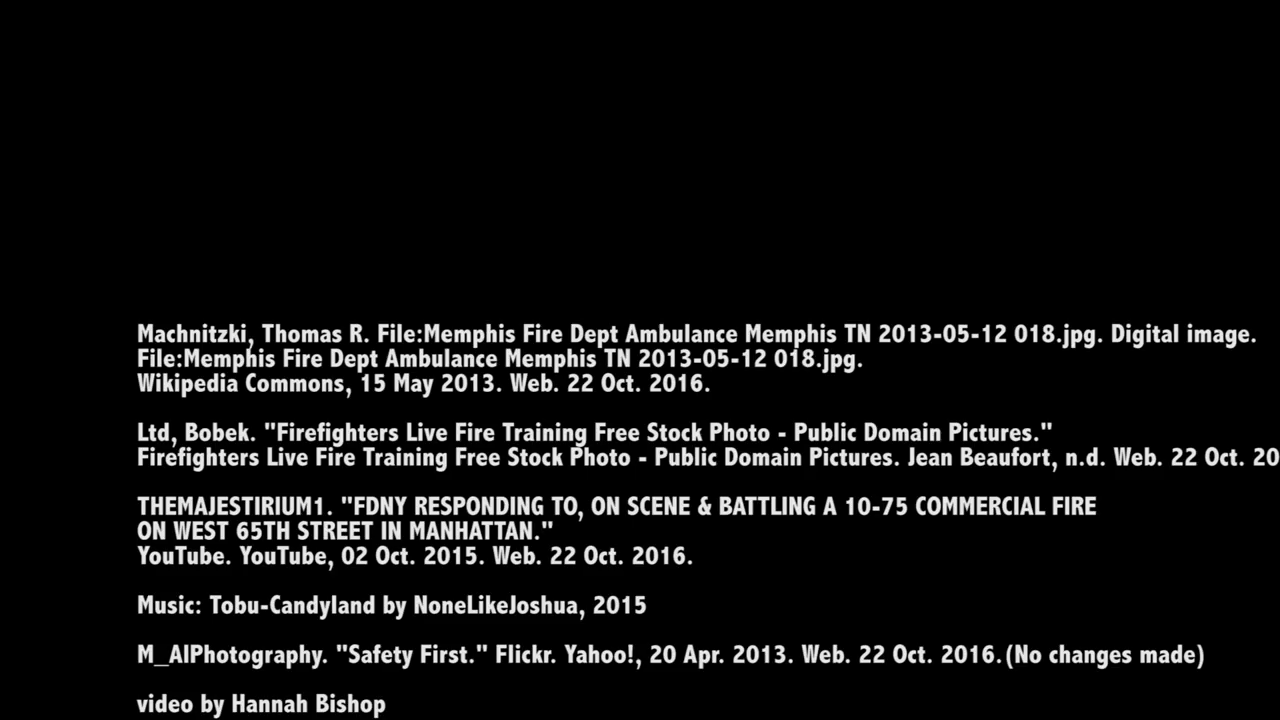 Machnitzki, Thomas R. File:Memphis Fire Dept Ambulance Memphis TN 2013-05-12 018.jpg. Digital image.
File:Memphis Fire Dept Ambulance Memphis TN 2013-05-12 018.jpg.
Wikipedia Commons, 15 May 2013. Web. 22 Oct. 2016.
Ltd, Bobek. "Firefighters Live Fire Training Free Stock Photo - Public Domain Pictures."
Firefighters Live Fire Training Free Stock Photo - Public Domain Pictures. Jean Beaufort, n.d. Web. 22 Oct. 20
THEMAJESTIRIUM1. "FDNY RESPONDING TO, ON SCENE & BATTLING A 10-75 COMMERCIAL FIRE
ON WEST 65TH STREET IN MANHATTAN."
YouTube. YouTube, 02 Oct. 2015. Web. 22 Oct. 2016.
Music: Tobu-Candyland by NoneLikeJoshua, 2015
M_AIPhotography. "Safety First." Flickr. Yahoo!, 20 Apr. 2013. Web. 22 Oct. 2016.(No changes made)
video by Hannah Bishop